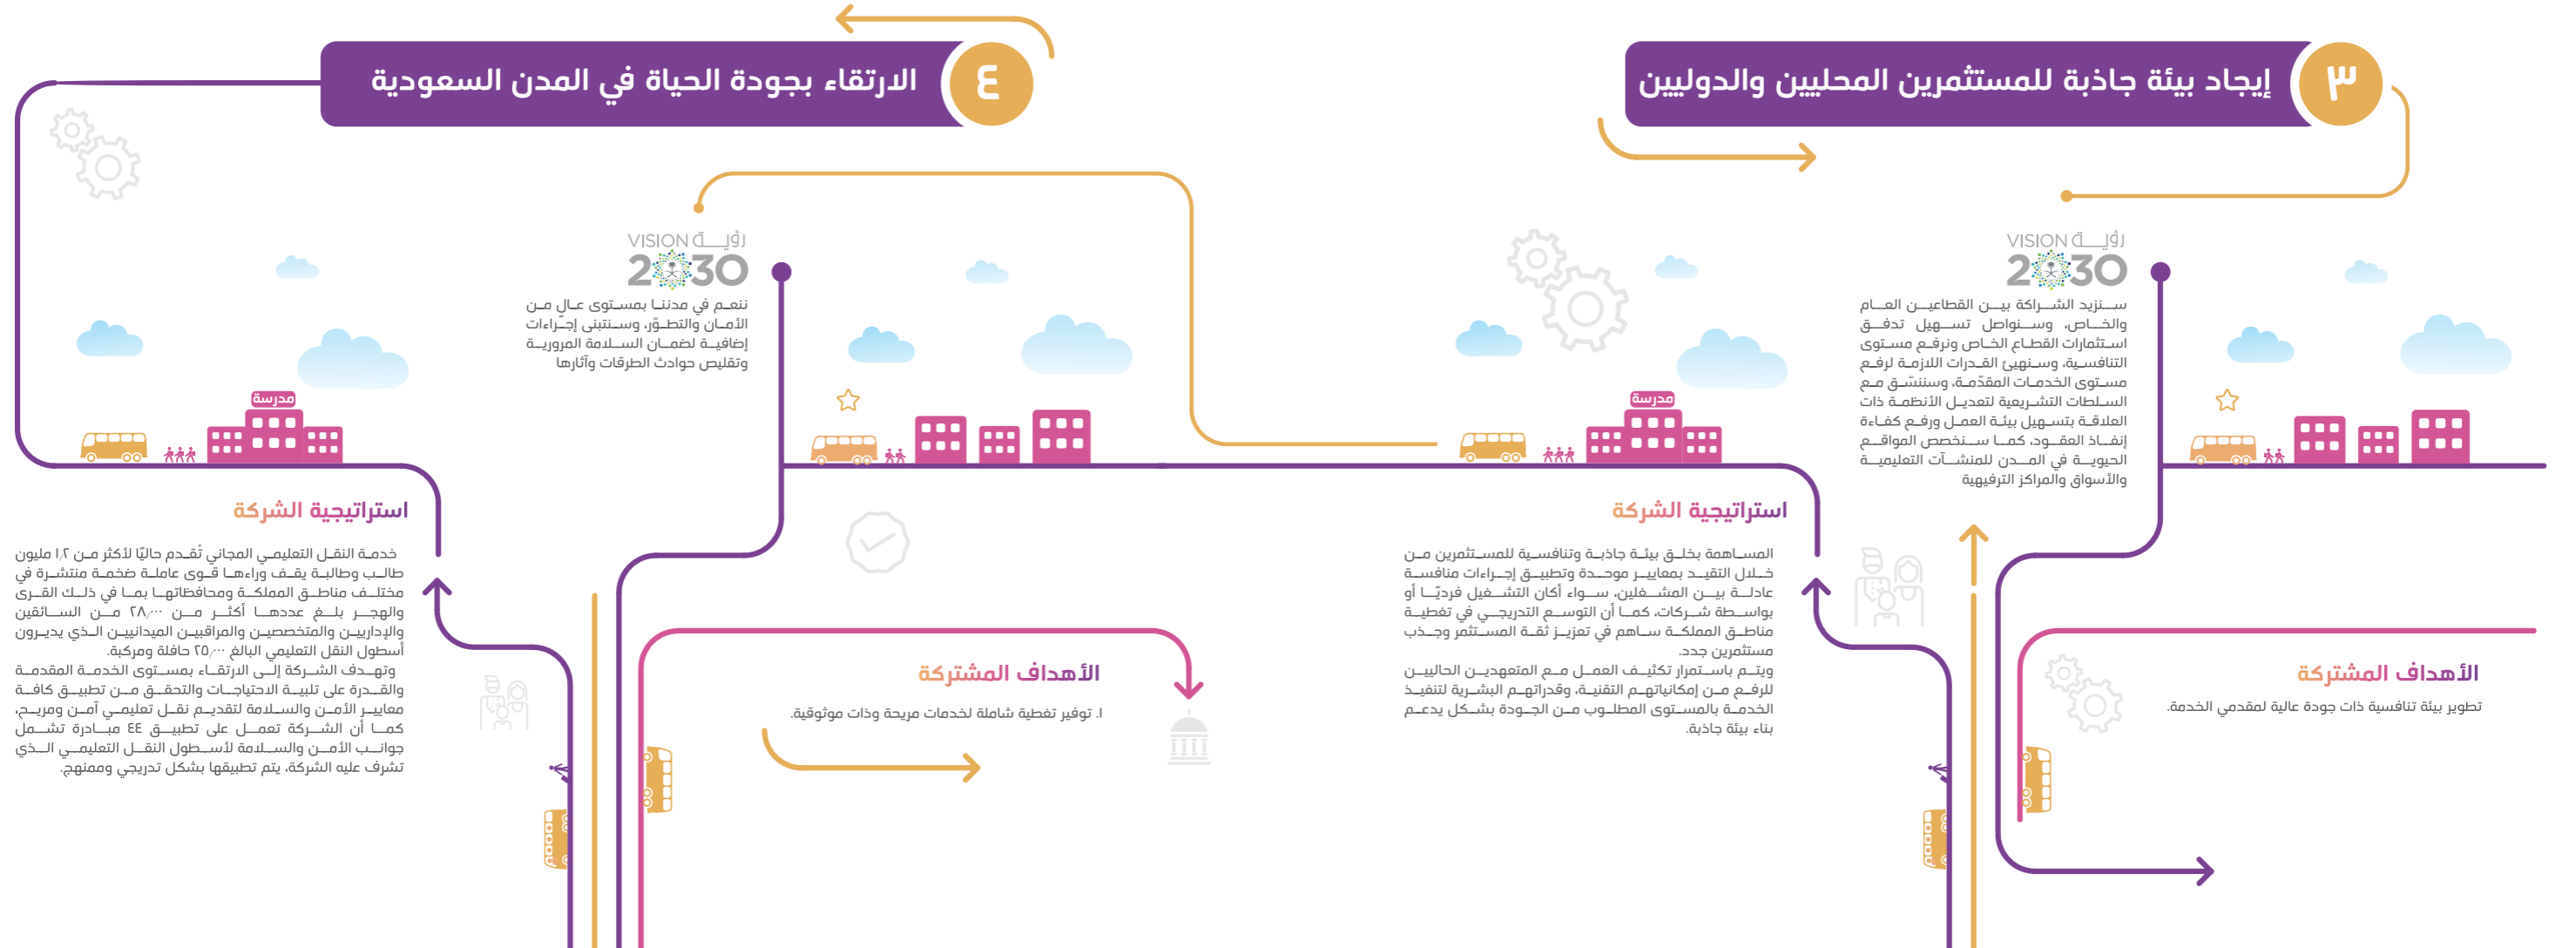 ٣
إيجاد بيئة جاذبة للمستثمرين المحليين والدوليين
رؤية VISION
2030
سنزيد الشراكة بين القطاعين العام
والخاص، وسنواصل تسهيل تدفق
استثمارات القطاع الخاص ونرفع مستوى
التنافسية، وسنهيئ القدرات اللازمة لرفع
مستوى الخدمات المقدّمة، وسننسّق مع
السلطات التشريعية لتعديل الأنظمة ذات
العلاقة بتسهيل بيئة العمل ورفع كفاءة
إنفاذ العقود، كما سنخصص المواقع
الحيوية في المدن للمنشآت التعليمية
والأسواق والمراكز الترفيهية
مدرسة
استراتيجية الشركة
المساهمة بخلق بيئة جاذبة وتنافسية للمستثمرين من
خلال التقيد بمعايير موحدة وتطبيق إجراءات منافسة
عادلة بين المشغلين، سواء أكان التشغيل فرديًا أو
بواسطة شركات، كما أن التوسع التدريجي في تغطية
مناطق المملكة ساهم في تعزيز ثقة المستثمر وجذب
مستثمرين جدد.
ويتم باستمرار تكثيف العمل مع المتعهدين الحاليين
للرفع من إمكانياتهم التقنية، وقدراتهم البشرية لتنفيذ
الخدمة بالمستوى المطلوب من الجودة بشكل يدعم
بناء بيئة جاذبة.
الأهداف المشتركة
تطوير بيئة تنافسية ذات جودة عالية لمقدمي الخدمة.
٤
الارتقاء بجودة الحياة في المدن السعودية
رؤية VISION
2030
ننعم في مدننا بمستوى عالٍ من
الأمان والتطوّر، وسنتبنى إجراءات
إضافية لضمان السلامة المرورية
وتقليص حوادث الطرقات وآثارها
مدرسة
استراتيجية الشركة
خدمة النقل التعليمي المجاني تُقدم حاليًا لأكثر من ١٫٢ مليون
طالب وطالبة يقف وراءها قوى عاملة ضخمة منتشرة في
مختلف مناطق المملكة ومحافظاتها بما في ذلك القرى
والهجر بلغ عددها أكثر من ٢٨٫٠٠٠ من السائقين
والإداريين والمتخصصين والمراقبين الميدانيين الذي يديرون
أسطول النقل التعليمي البالغ ٢٥٫٠٠٠ حافلة ومركبة.
وتهدف الشركة إلى الارتقاء بمستوى الخدمة المقدمة
والقدرة على تلبية الاحتياجات والتحقق من تطبيق كافة
معايير الأمن والسلامة لتقديم نقل تعليمي آمن ومريح،
كما أن الشركة تعمل على تطبيق ٤٤ مبادرة تشمل
جوانب الأمن والسلامة لأسطول النقل التعليمي الذي
تشرف عليه الشركة، يتم تطبيقها بشكل تدريجي وممنهج.
الأهداف المشتركة
١. توفير تغطية شاملة لخدمات مريحة وذات موثوقية.